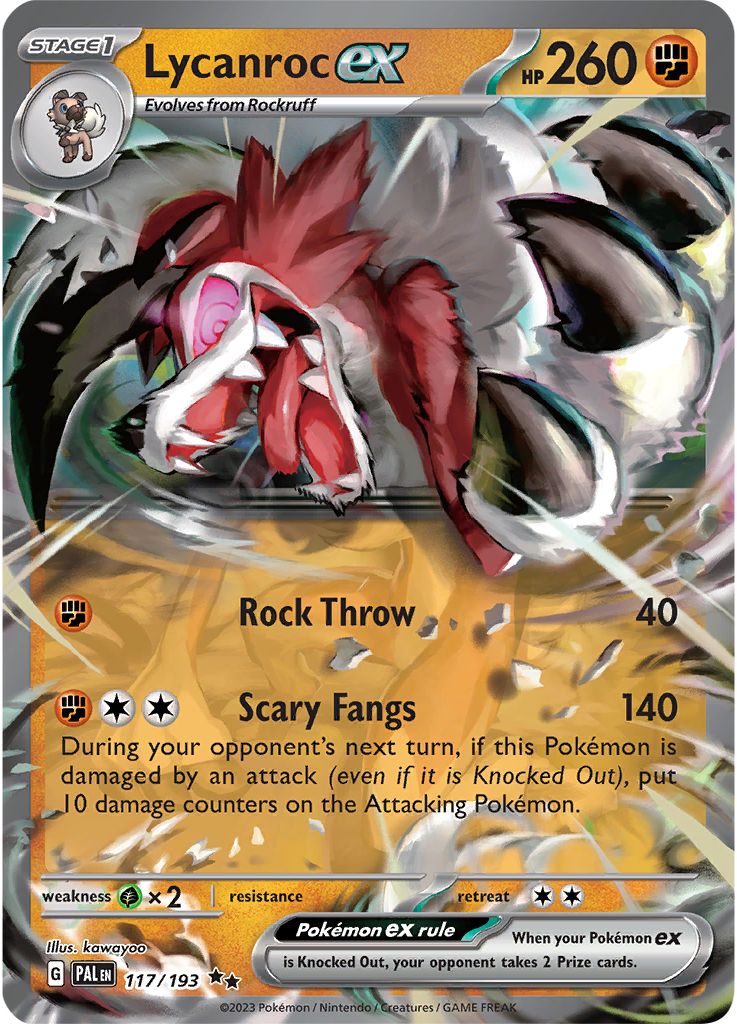 STAGE1
Lycanroc ex
HP 260
Evolves from Rockruff
Rock Throw 40
Scary Fangs 140
During your opponent's next turn, if this Pokémon is
damaged by an attack (even if it is Knocked Out), put
10 damage counters on the Attacking Pokémon.
weakness ×2 resistance retreat
Illus. kawayoo
Pokémon ex rule When your Pokémon ex
is Knocked Out, your opponent takes 2 Prize cards.
G PAL EN 117/193
©2023 Pokémon / Nintendo / Creatures / GAME FREAK